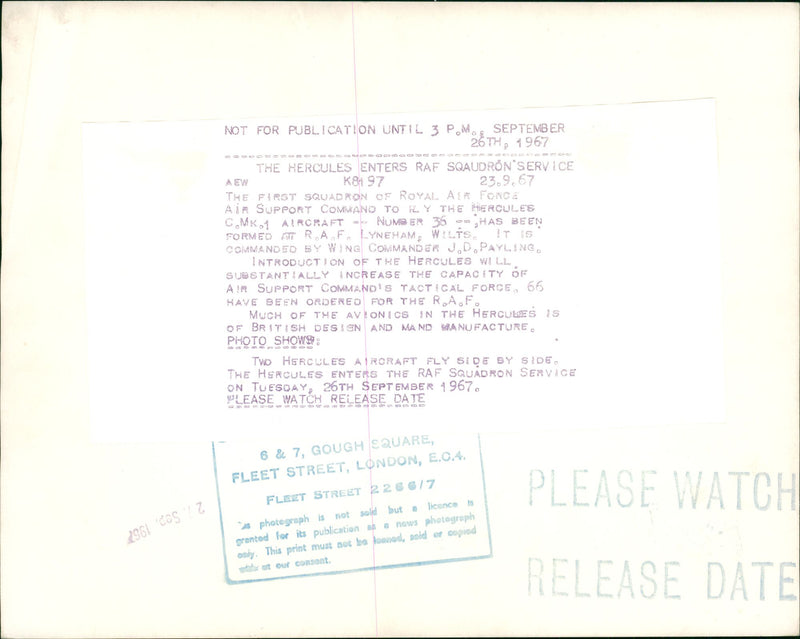 NOT FOR PUBLICATION UNTIL 3 P.M., SEPTEMBER
26TH, 1967
THE HERCULES ENTERS RAF SQAUDRON SERVICE
AEW K8197 23.9.67
THE FIRST SQUADRON OF ROYAL AIR FORCE
AIR SUPPORT COMMAND TO FLY THE HERCULES
C.MK.1 AIRCRAFT -- NUMBER 36 -- HAS BEEN
FORMED AT R.A.F. LYNEHAM, WILTS. IT IS
COMMANDED BY WING COMMANDER J.D.PAYLING.
INTRODUCTION OF THE HERCULES WILL
SUBSTANTIALLY INCREASE THE CAPACITY OF
AIR SUPPORT COMMAND'S TACTICAL FORCE. 66
HAVE BEEN ORDERED FOR THE R.A.F.
MUCH OF THE AVIONICS IN THE HERCULES IS
OF BRITISH DESIGN AND MAND MANUFACTURE.
PHOTO SHOWS:
TWO HERCULES AIRCRAFT FLY SIDE BY SIDE.
THE HERCULES ENTERS THE RAF SQUADRON SERVICE
ON TUESDAY, 26TH SEPTEMBER 1967.
PLEASE WATCH RELEASE DATE
6 & 7, GOUGH SQUARE,
FLEET STREET, LONDON, E.C.4.
FLEET STREET 2266/7
photograph is not sold but a licence is
granted for its publication as a news photograph
only. This print must not be loaned, sold or copied
our consent.
Sep. 1967
PLEASE WATCH
RELEASE DATE